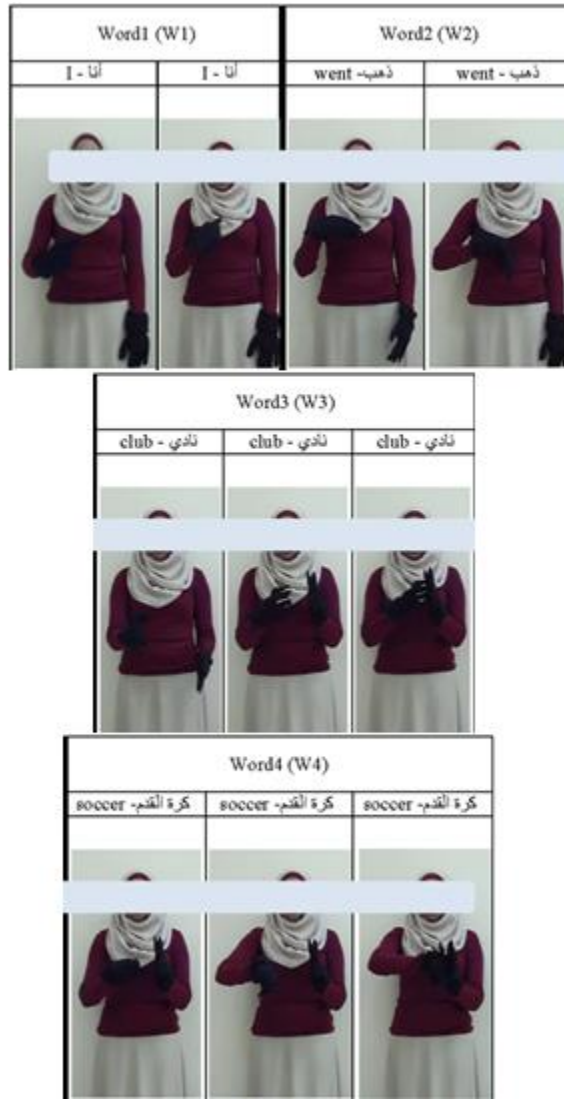 Word1 (W1) Word2 (W2)
I - أنا I - أنا went -ذهب went - ذهب
Word3 (W3)
club - نادي club - نادي club - نادي
Word4 (W4)
soccer -كرة القدم soccer -كرة القدم soccer -كرة القدم